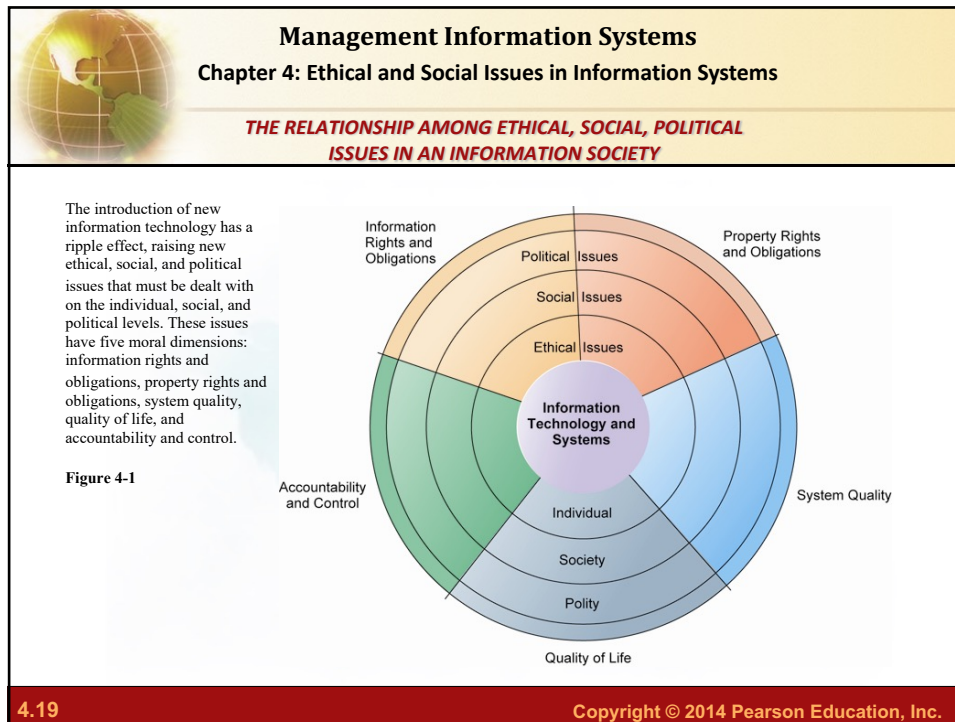 Management Information Systems
Chapter 4: Ethical and Social Issues in Information Systems
THE RELATIONSHIP AMONG ETHICAL, SOCIAL, POLITICAL
ISSUES IN AN INFORMATION SOCIETY
The introduction of new
information technology has a
ripple effect, raising new
ethical, social, and political
issues that must be dealt with
on the individual, social, and
political levels. These issues
have five moral dimensions:
information rights and
obligations, property rights and
obligations, system quality,
quality of life, and
accountability and control.
Figure 4-1
Information
Rights and
Obligations
Property Rights
and Obligations
Political Issues
Social Issues
Ethical Issues
Information
Technology and
Systems
Accountability
and Control
System Quality
Individual
Society
Polity
Quality of Life
4.19
Copyright © 2014 Pearson Education, Inc.